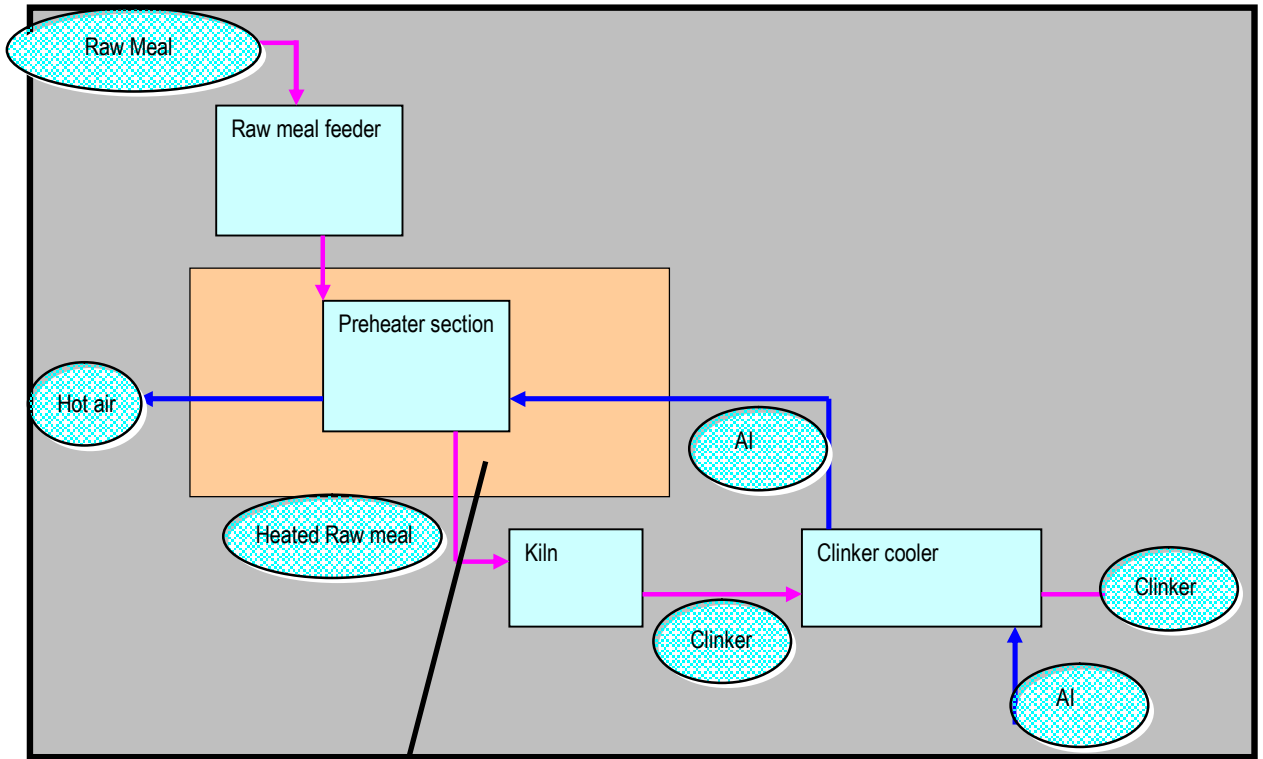 Raw Meal
Raw meal feeder
Preheater section
Hot air
AI
Heated Raw meal
Kiln
Clinker cooler
Clinker
Clinker
AI